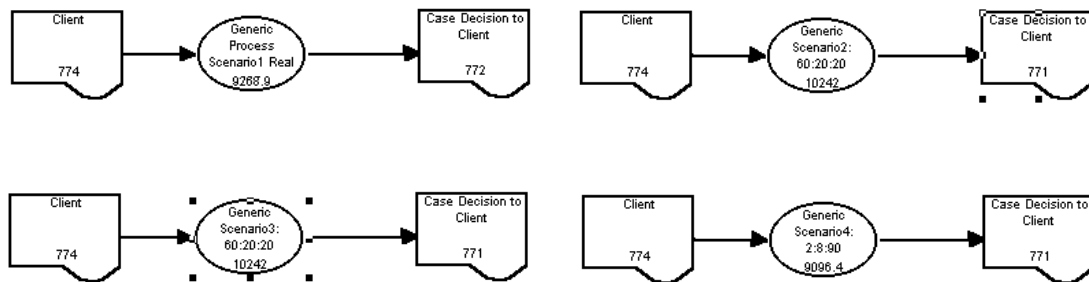 Client
774
Generic
Process
Scenario1 Real
9268.9
Case Decision to
Client
772
Client
774
Generic
Scenario2:
60:20:20
10242
Case Decision to
Client
771
Client
774
Generic
Scenario3:
60:20:20
10242
Case Decision to
Client
771
Client
774
Generic
Scenario4:
2:8:90
9096.4
Case Decision to
Client
771